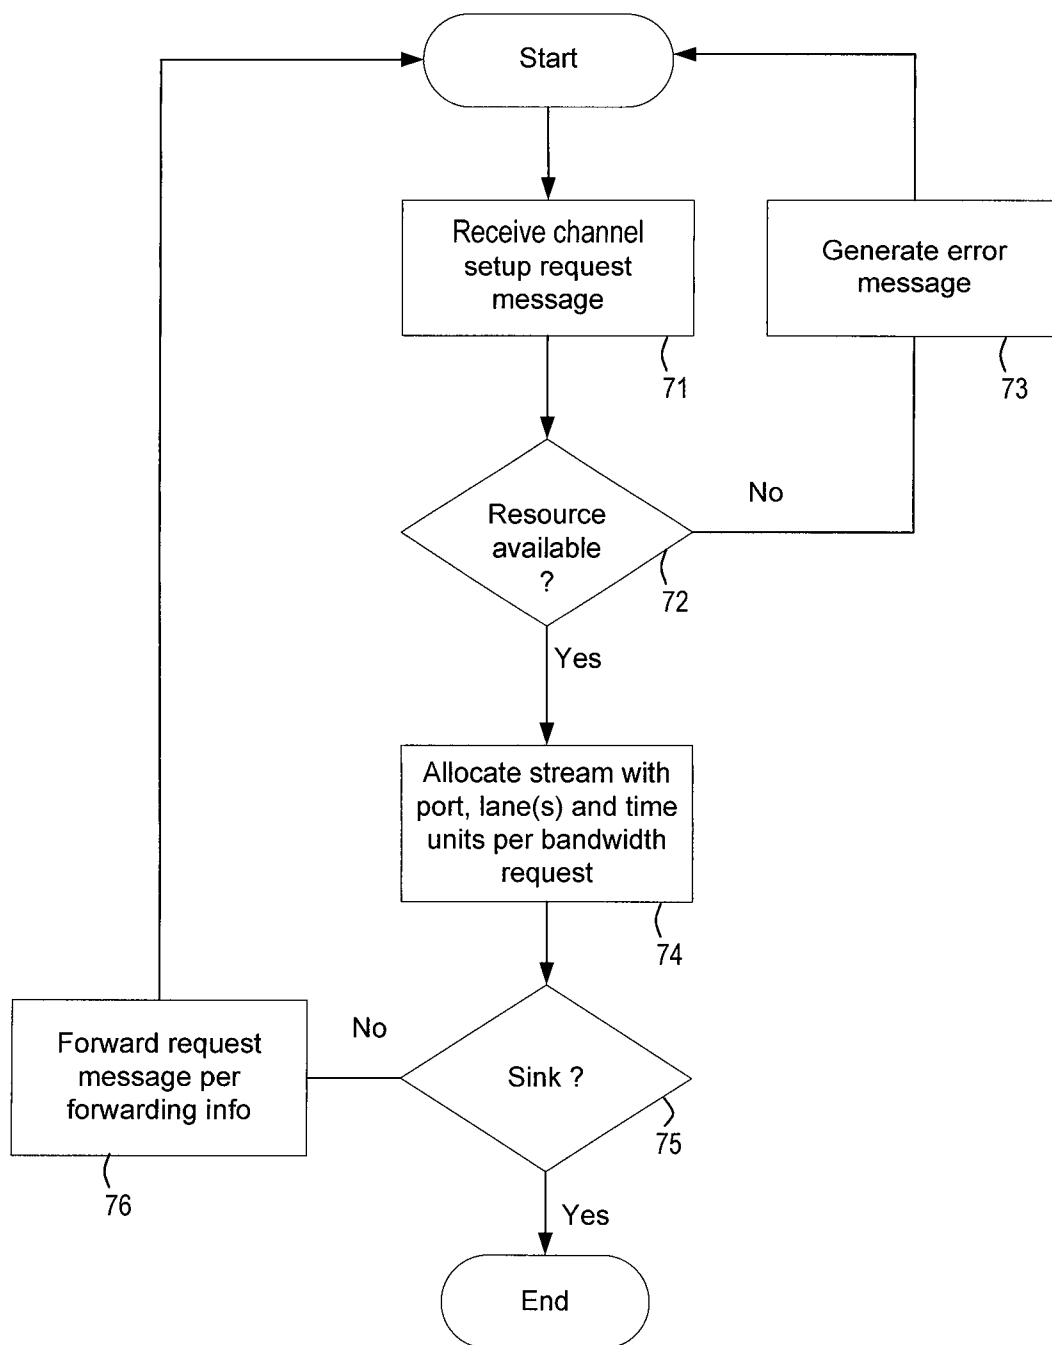 Start
Receive channel
setup request
message
71
Generate error
message
73
Resource
available
?
72
No
Yes
Allocate stream with
port, lane(s) and time
units per bandwidth
request
74
Sink ?
75
No
Forward request
message per
forwarding info
76
Yes
End